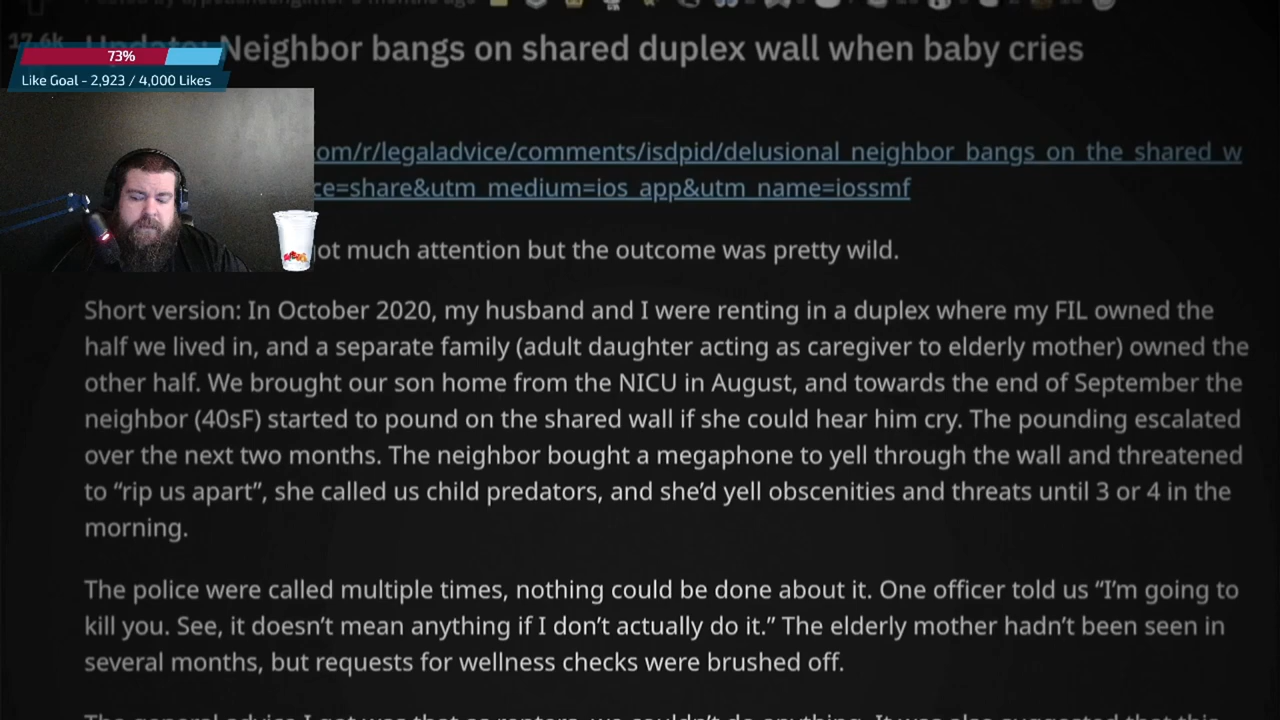 Update: Neighbor bangs on shared duplex wall when baby cries
73%
Like Goal - 2,923 / 4,000 Likes
om/r/legaladvice/comments/isdpid/delusional_neighbor_bangs_on_the_shared_w
ce=share&utm_medium=ios_app&utm_name=iossmf
ot much attention but the outcome was pretty wild.
Short version: In October 2020, my husband and I were renting in a duplex where my FIL owned the
half we lived in, and a separate family (adult daughter acting as caregiver to elderly mother) owned the
other half. We brought our son home from the NICU in August, and towards the end of September the
neighbor (40sF) started to pound on the shared wall if she could hear him cry. The pounding escalated
over the next two months. The neighbor bought a megaphone to yell through the wall and threatened
to “rip us apart”, she called us child predators, and she’d yell obscenities and threats until 3 or 4 in the
morning.
The police were called multiple times, nothing could be done about it. One officer told us “I’m going to
kill you. See, it doesn’t mean anything if I don’t actually do it.” The elderly mother hadn’t been seen in
several months, but requests for wellness checks were brushed off.